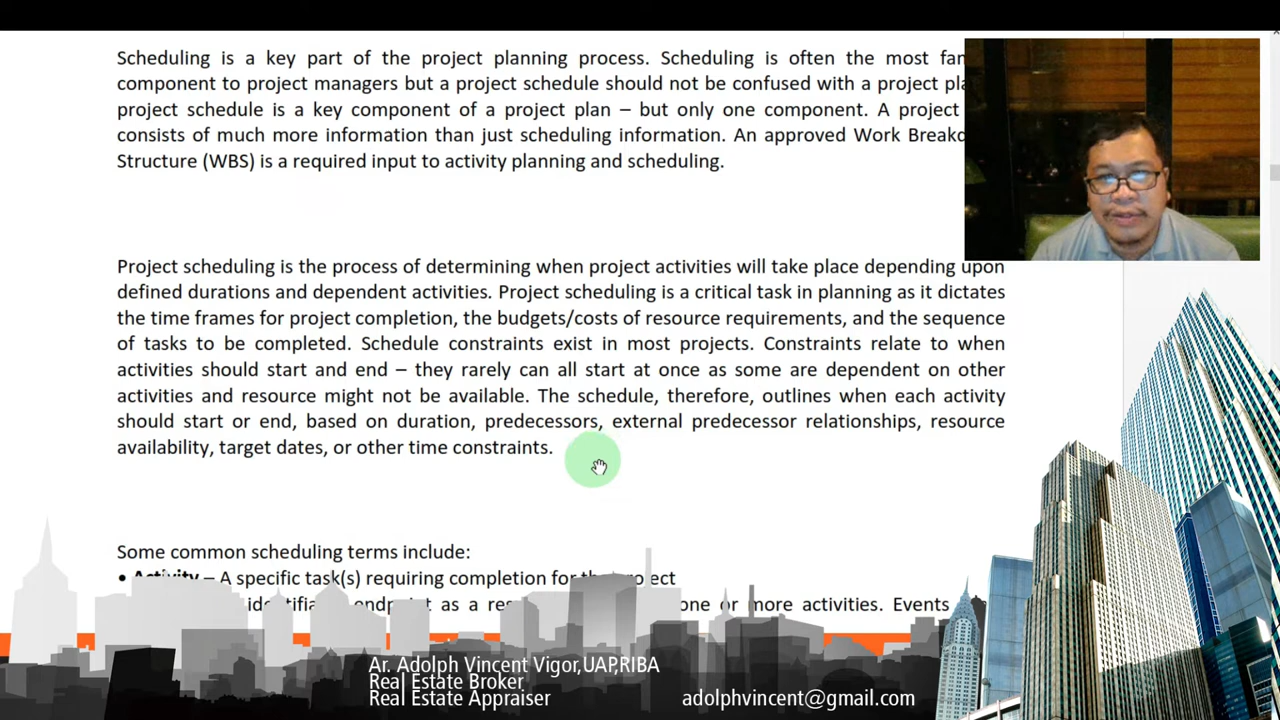 Scheduling is a key part of the project planning process. Scheduling is often the most
component to project managers but a project schedule should not be confused with a project
project schedule is a key component of a project plan – but only one component. A project
consists of much more information than just scheduling information. An approved Work
Structure (WBS) is a required input to activity planning and scheduling.
Project scheduling is the process of determining when project activities will take place depending upon
defined durations and dependent activities. Project scheduling is a critical task in planning as it dictates
the time frames for project completion, the budgets/costs of resource requirements, and the sequence
of tasks to be completed. Schedule constraints exist in most projects. Constraints relate to when
activities should start and end – they rarely can all start at once as some are dependent on other
activities and resource might not be available. The schedule, therefore, outlines when each activity
should start or end, based on duration, predecessors, external predecessor relationships, resource
availability, target dates, or other time constraints.
Some common scheduling terms include:
• Activity – A specific task(s) requiring completion for the project
endpoint as a one or more activities. Events
Ar. Adolph Vincent Vigor,UAP,RIBA
Real Estate Broker
Real Estate Appraiser adolphvincent@gmail.com